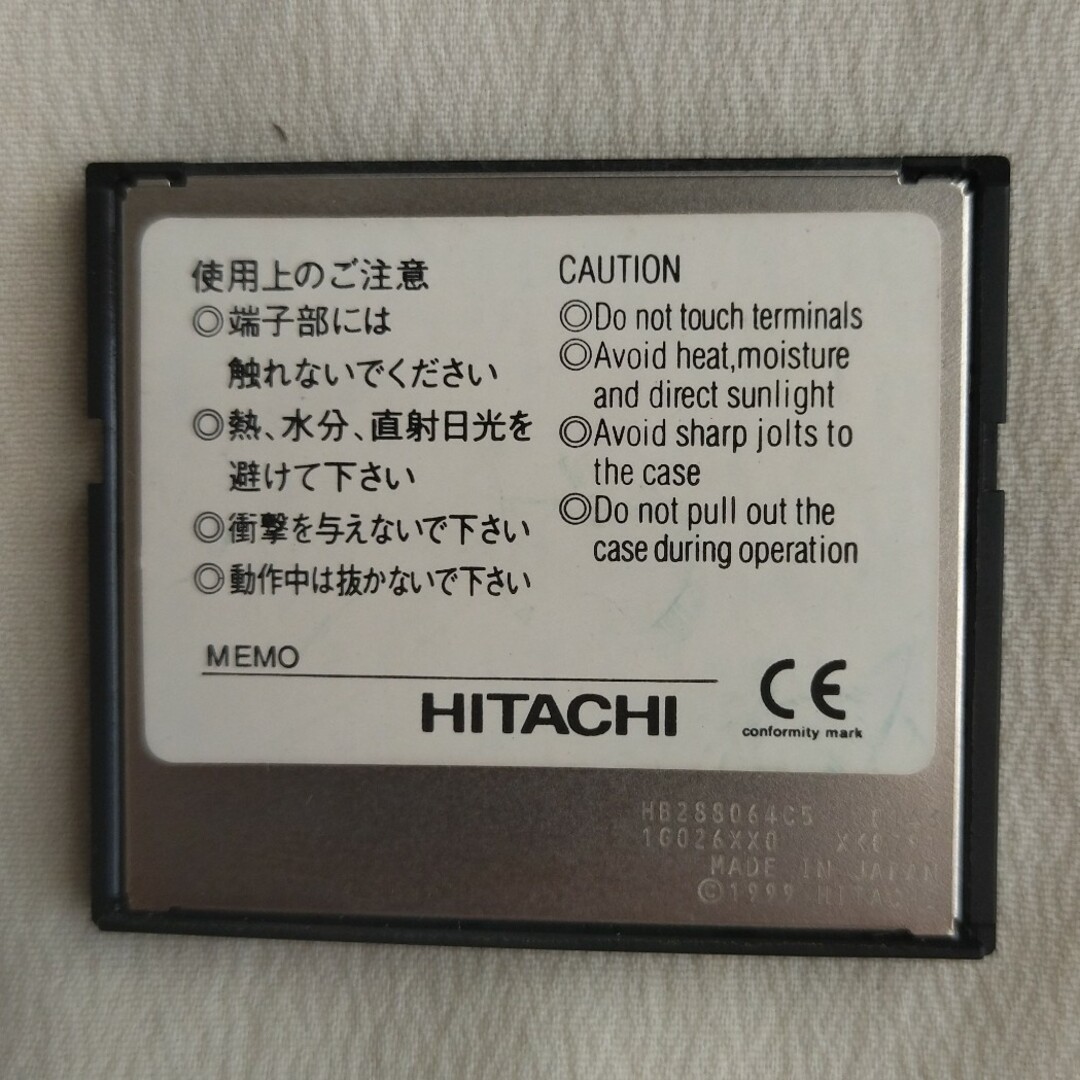 使用上のご注意
◎端子部には
触れないでください
◎熱、水分、直射日光を
避けて下さい
◎衝撃を与えないで下さい
◎動作中は抜かないで下さい
CAUTION
◎Do not touch terminals
◎Avoid heat,moisture
and direct sunlight
◎Avoid sharp jolts to
the case
◎Do not pull out the
case during operation
MEMO
HITACHI
CE
conformity mark
HB288064C5
1G026XX0
MADE IN JAPAN
©1999 HITAC